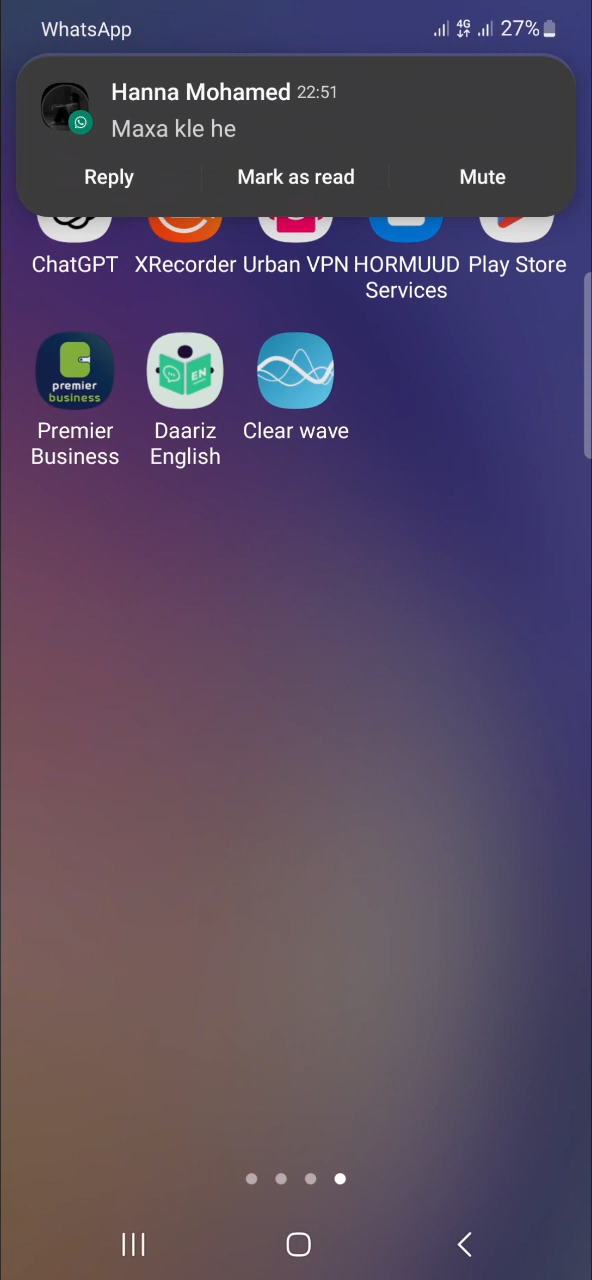 WhatsApp 4G 27%
Hanna Mohamed 22:51
Maxa kle he
Reply Mark as read Mute
ChatGPT XRecorder Urban VPN HORMUUD Services Play Store
premier business EN
Premier Business Daariz English Clear wave